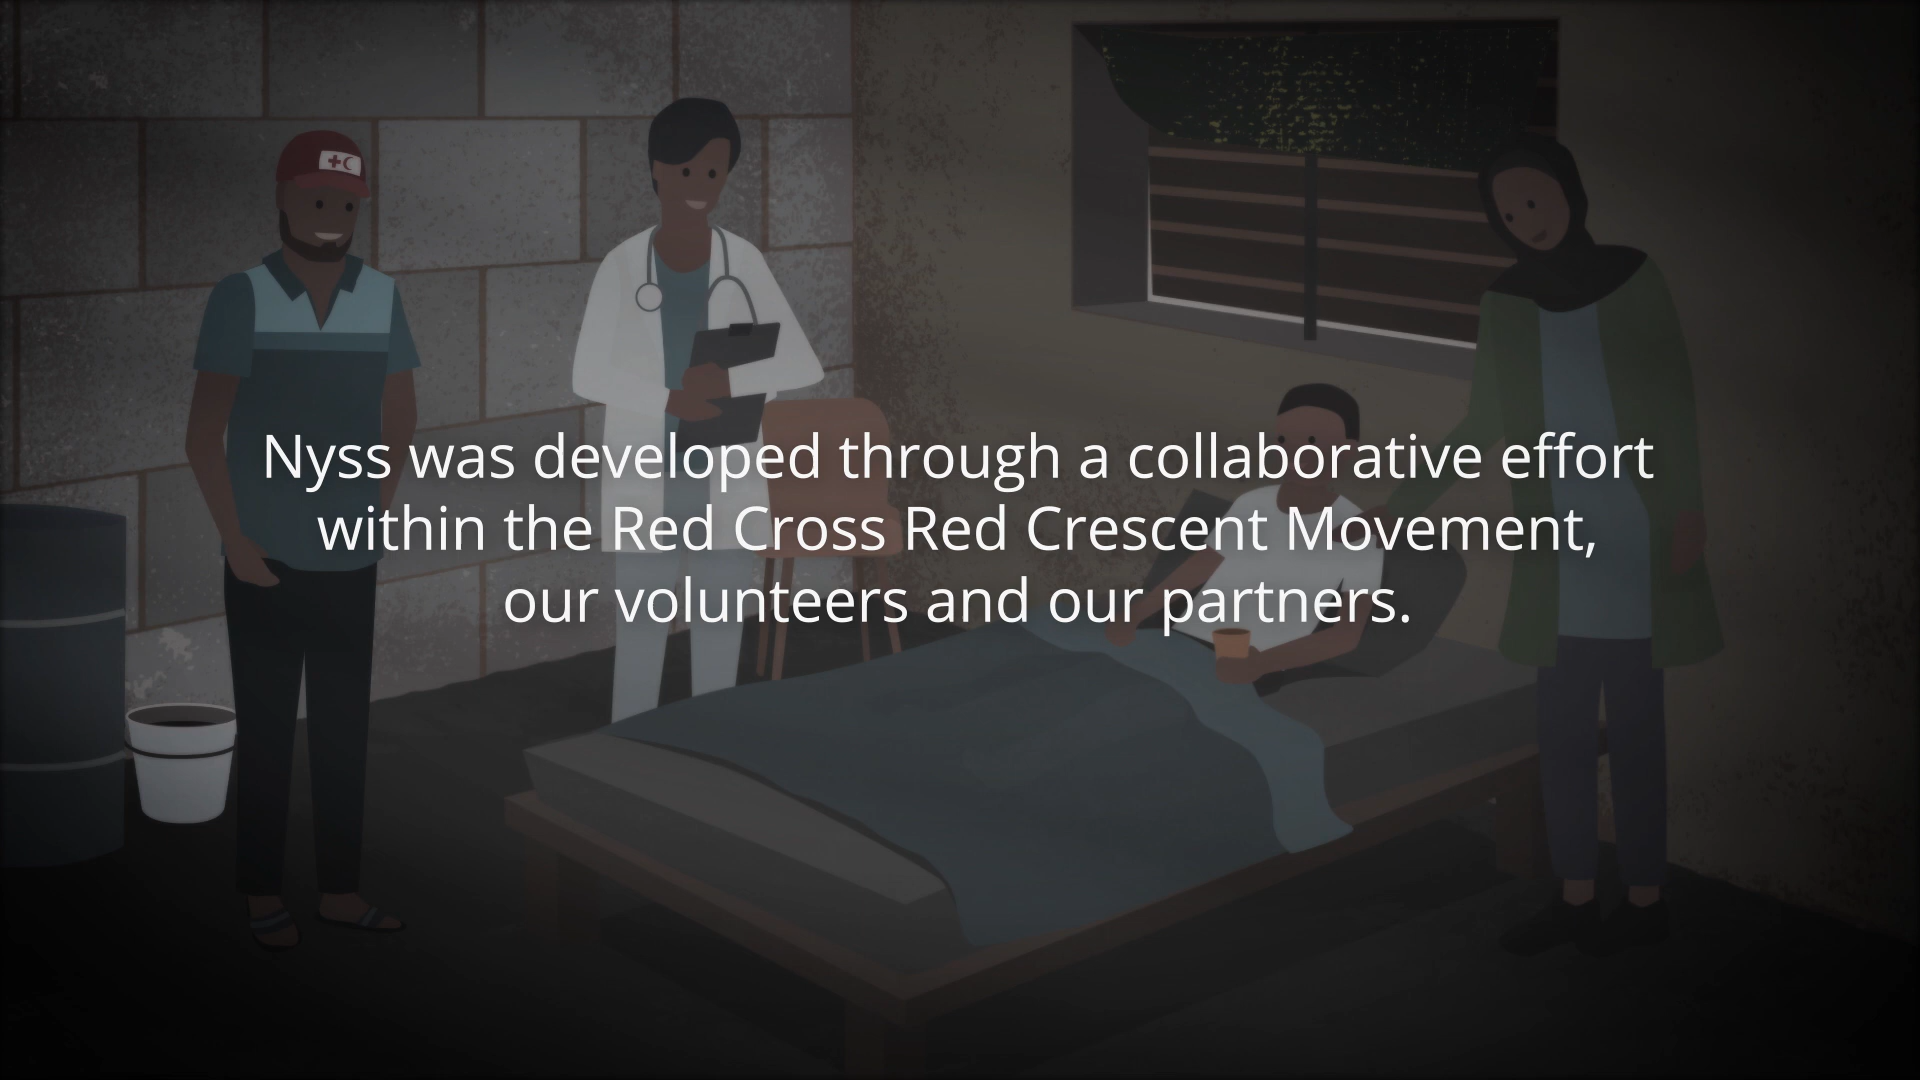 Nyss was developed through a collaborative effort
within the Red Cross Red Crescent Movement,
our volunteers and our partners.